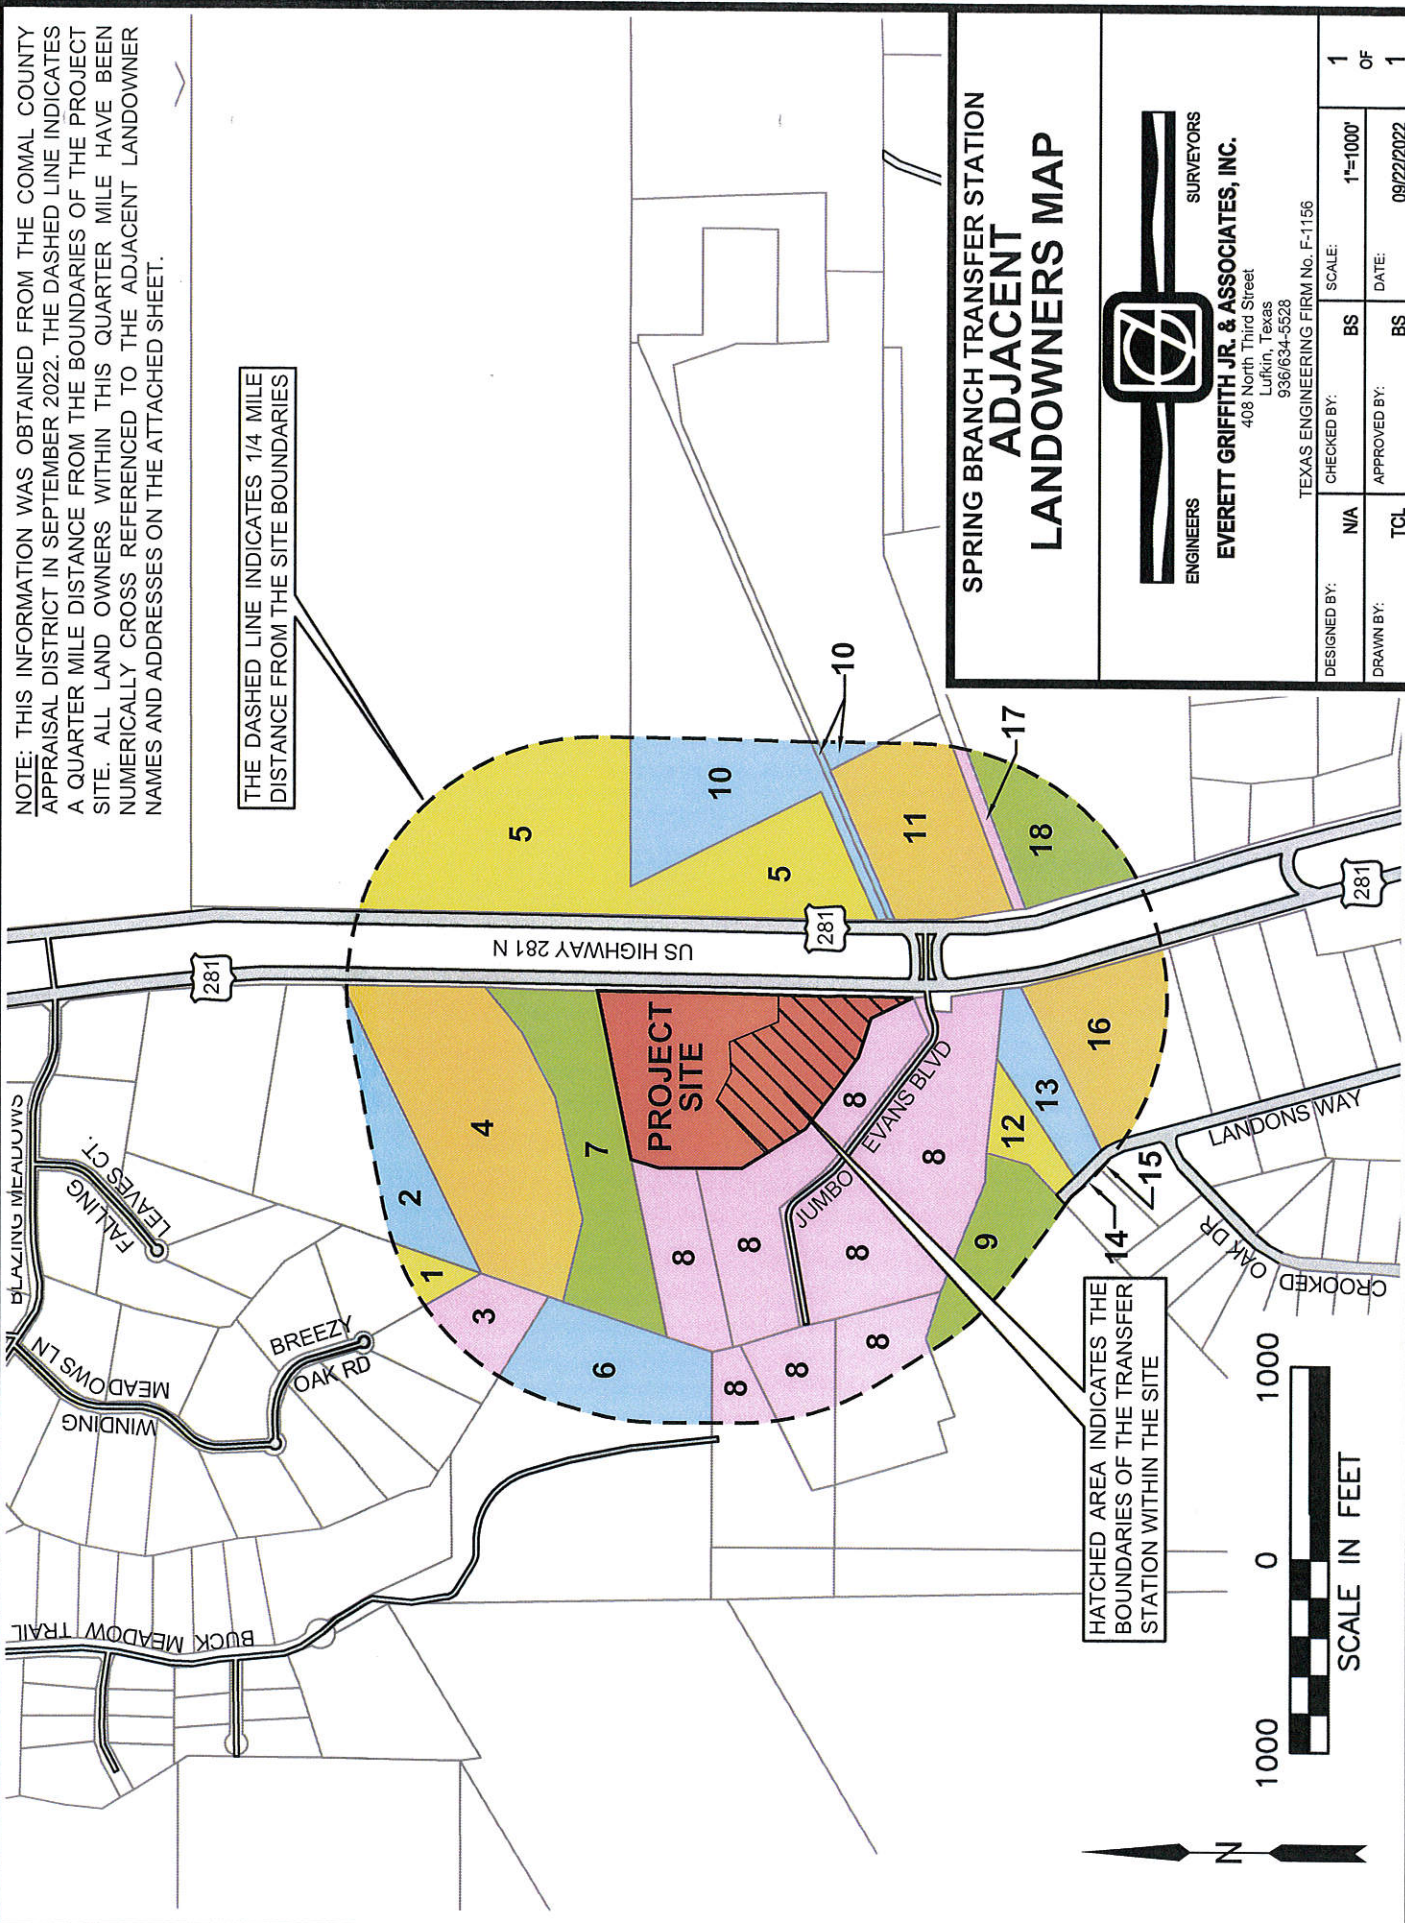 NOTE: THIS INFORMATION WAS OBTAINED FROM THE COMAL COUNTY
APPRAISAL DISTRICT IN SEPTEMBER 2022. THE DASHED LINE INDICATES
A QUARTER MILE DISTANCE FROM THE BOUNDARIES OF THE PROJECT
SITE. ALL LAND OWNERS WITHIN THIS QUARTER MILE HAVE BEEN
NUMERICALLY CROSS REFERENCED TO THE ADJACENT LANDOWNER
NAMES AND ADDRESSES ON THE ATTACHED SHEET.
THE DASHED LINE INDICATES 1/4 MILE
DISTANCE FROM THE SITE BOUNDARIES
BLAZING MEADOWS
FALLING
LEAVES CT.
WINDING
MEADOWS LN
BREEZY
OAK RD
BUCK MEADOW TRAIL
281
US HIGHWAY 281 N
281
281
1
2
3
4
5
5
6
7
PROJECT
SITE
8
8
8
8
8
8
8
8
9
10
10
11
12
13
14
15
16
17
18
JUMBO
EVANS BLVD
LANDONS WAY
CROOKED
OAK DR
HATCHED AREA INDICATES THE
BOUNDARIES OF THE TRANSFER
STATION WITHIN THE SITE
1000
0
1000
SCALE IN FEET
N
SPRING BRANCH TRANSFER STATION
ADJACENT
LANDOWNERS MAP
ENGINEERS
SURVEYORS
EVERETT GRIFFITH JR. & ASSOCIATES, INC.
408 North Third Street
Lufkin, Texas
936/634-5528
TEXAS ENGINEERING FIRM No. F-1156
DESIGNED BY: N/A CHECKED BY: BS SCALE: 1"=1000'
DRAWN BY: TCL APPROVED BY: BS DATE: 09/22/2022
1
OF
1